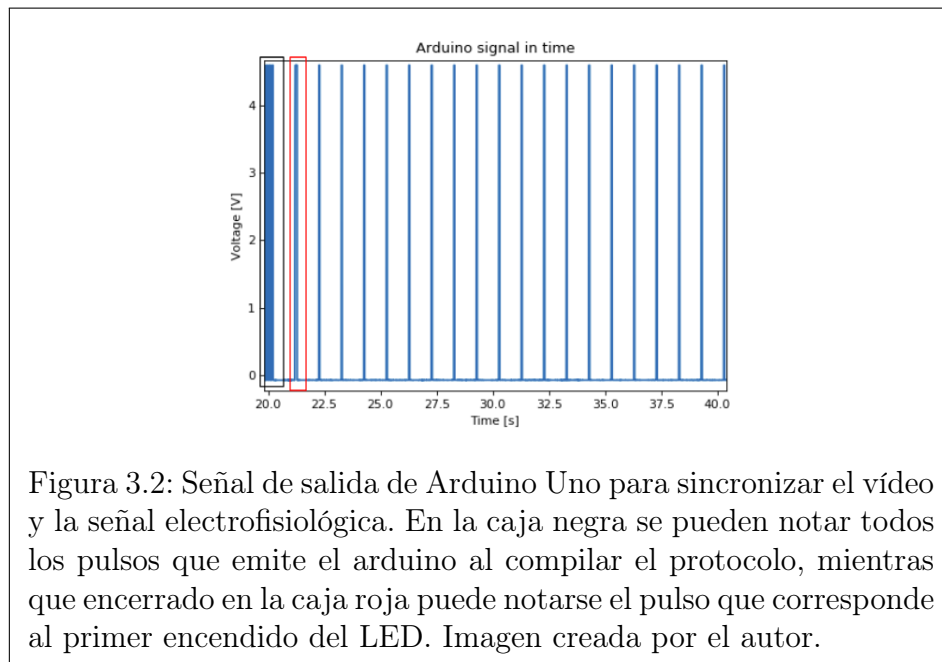 Arduino signal in time
Voltage [V]
4
3
2
1
0
20.0 22.5 25.0 27.5 30.0 32.5 35.0 37.5 40.0
Time [s]
Figura 3.2: Señal de salida de Arduino Uno para sincronizar el vídeo
y la señal electrofisiológica. En la caja negra se pueden notar todos
los pulsos que emite el arduino al compilar el protocolo, mientras
que encerrado en la caja roja puede notarse el pulso que corresponde
al primer encendido del LED. Imagen creada por el autor.